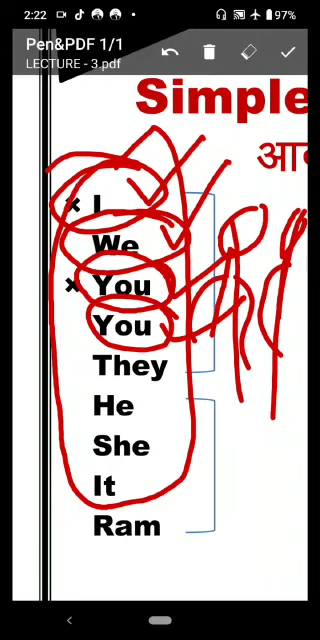 2:22 97%
Pen&PDF 1/1
LECTURE - 3.pdf
Simple
× I
We
× You
You
They
He
She
It
Ram